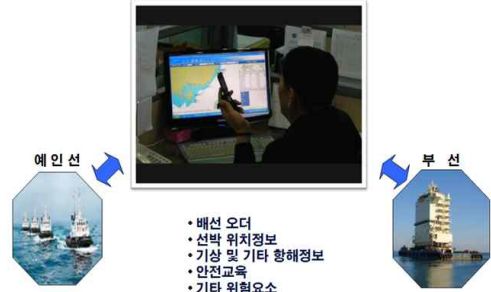 예인선
부 선
• 배선 오더
• 선박 위치정보
• 기상 및 기타 항해정보
• 안전교육
• 기타 위험요소